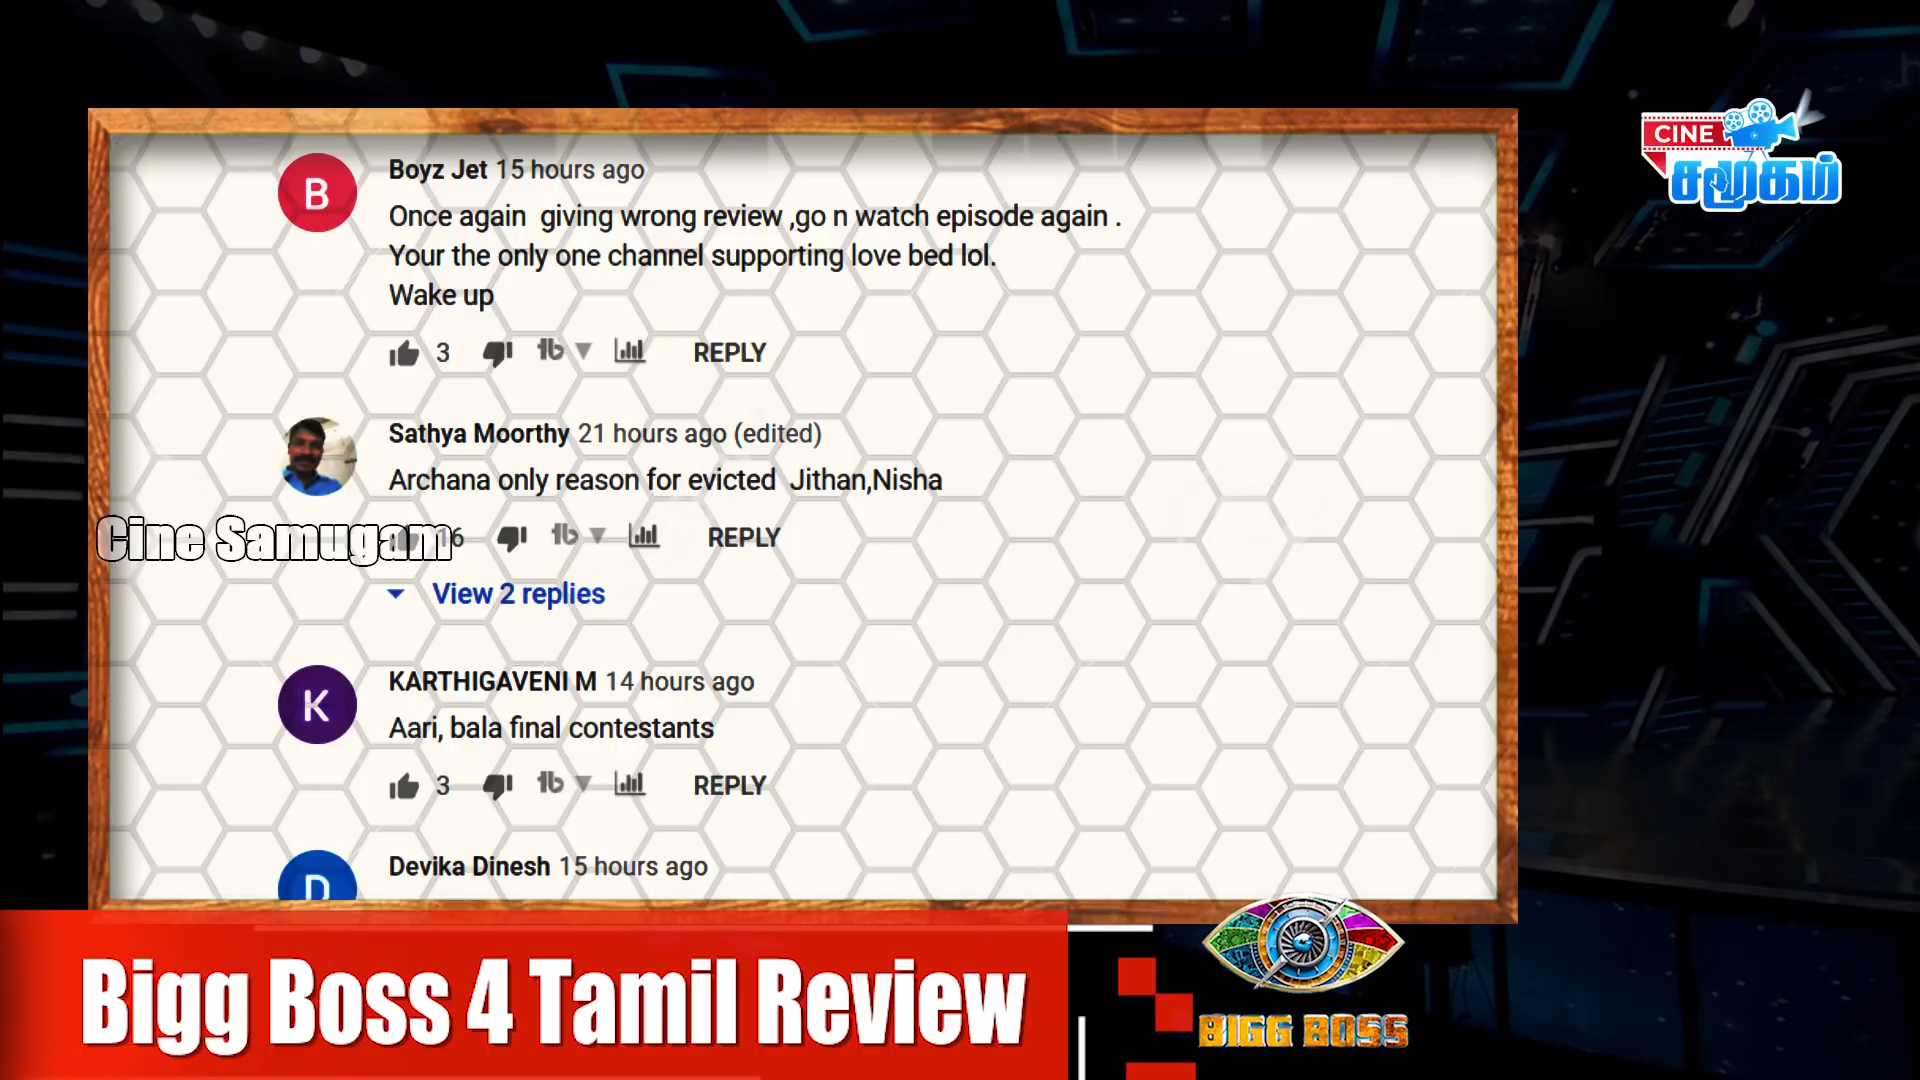 CINE
சமூகம்
B
Boyz Jet 15 hours ago
Once again giving wrong review ,go n watch episode again .
Your the only one channel supporting love bed lol.
Wake up
3 REPLY
Sathya Moorthy 21 hours ago (edited)
Archana only reason for evicted Jithan,Nisha
Cine Samugam
16 REPLY
View 2 replies
K
KARTHIGAVENI M 14 hours ago
Aari, bala final contestants
3 REPLY
D
Devika Dinesh 15 hours ago
Bigg Boss 4 Tamil Review
BIGG BOSS